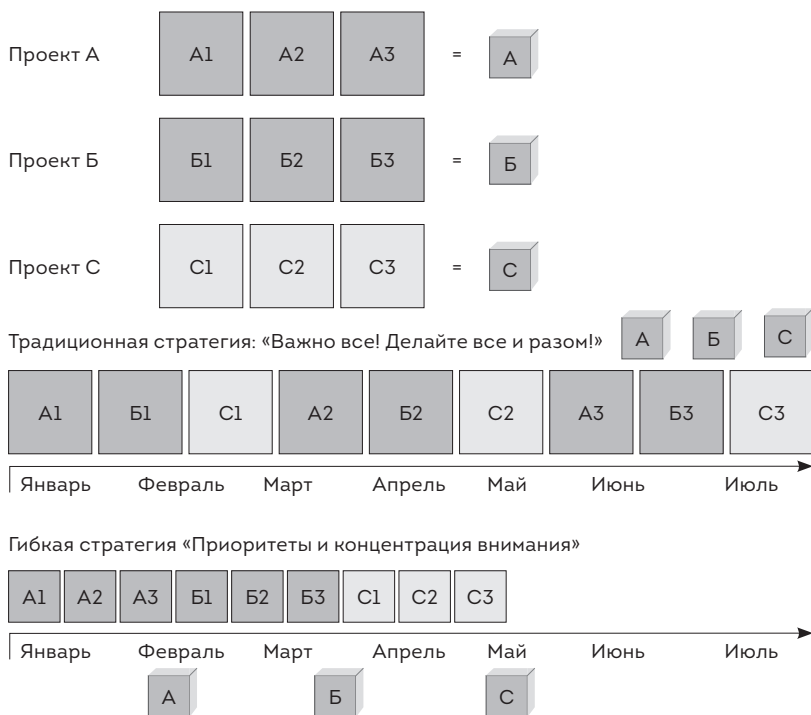 Проект А А1 А2 А3 = А
Проект Б Б1 Б2 Б3 = Б
Проект С С1 С2 С3 = С
Традиционная стратегия: «Важно все! Делайте все и разом!» А Б С
А1 Б1 С1 А2 Б2 С2 А3 Б3 С3
Январь Февраль Март Апрель Май Июнь Июль
Гибкая стратегия «Приоритеты и концентрация внимания»
А1 А2 А3 Б1 Б2 Б3 С1 С2 С3
Январь Февраль Март Апрель Май Июнь Июль
А Б С